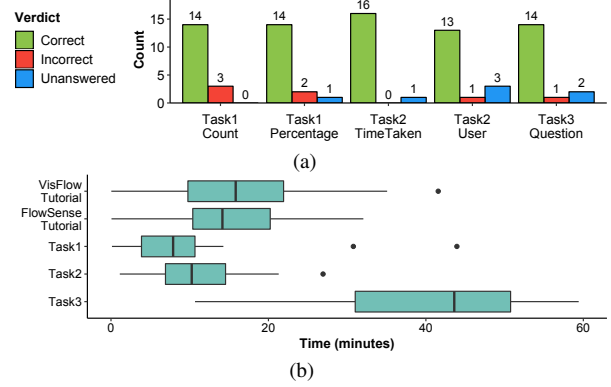 Verdict
Correct
Incorrect
Unanswered
Count
15
10
5
0
14
3
0
14
2
1
16
0
1
13
1
3
14
1
2
Task1
Count
Task1
Percentage
Task2
TimeTaken
Task2
User
Task3
Question
(a)
VisFlow
Tutorial
FlowSense
Tutorial
Task1
Task2
Task3
0
20
40
60
Time (minutes)
(b)